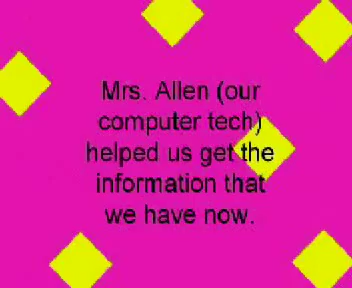 Mrs. Allen (our
computer tech)
helped us get the
information that
we have now.